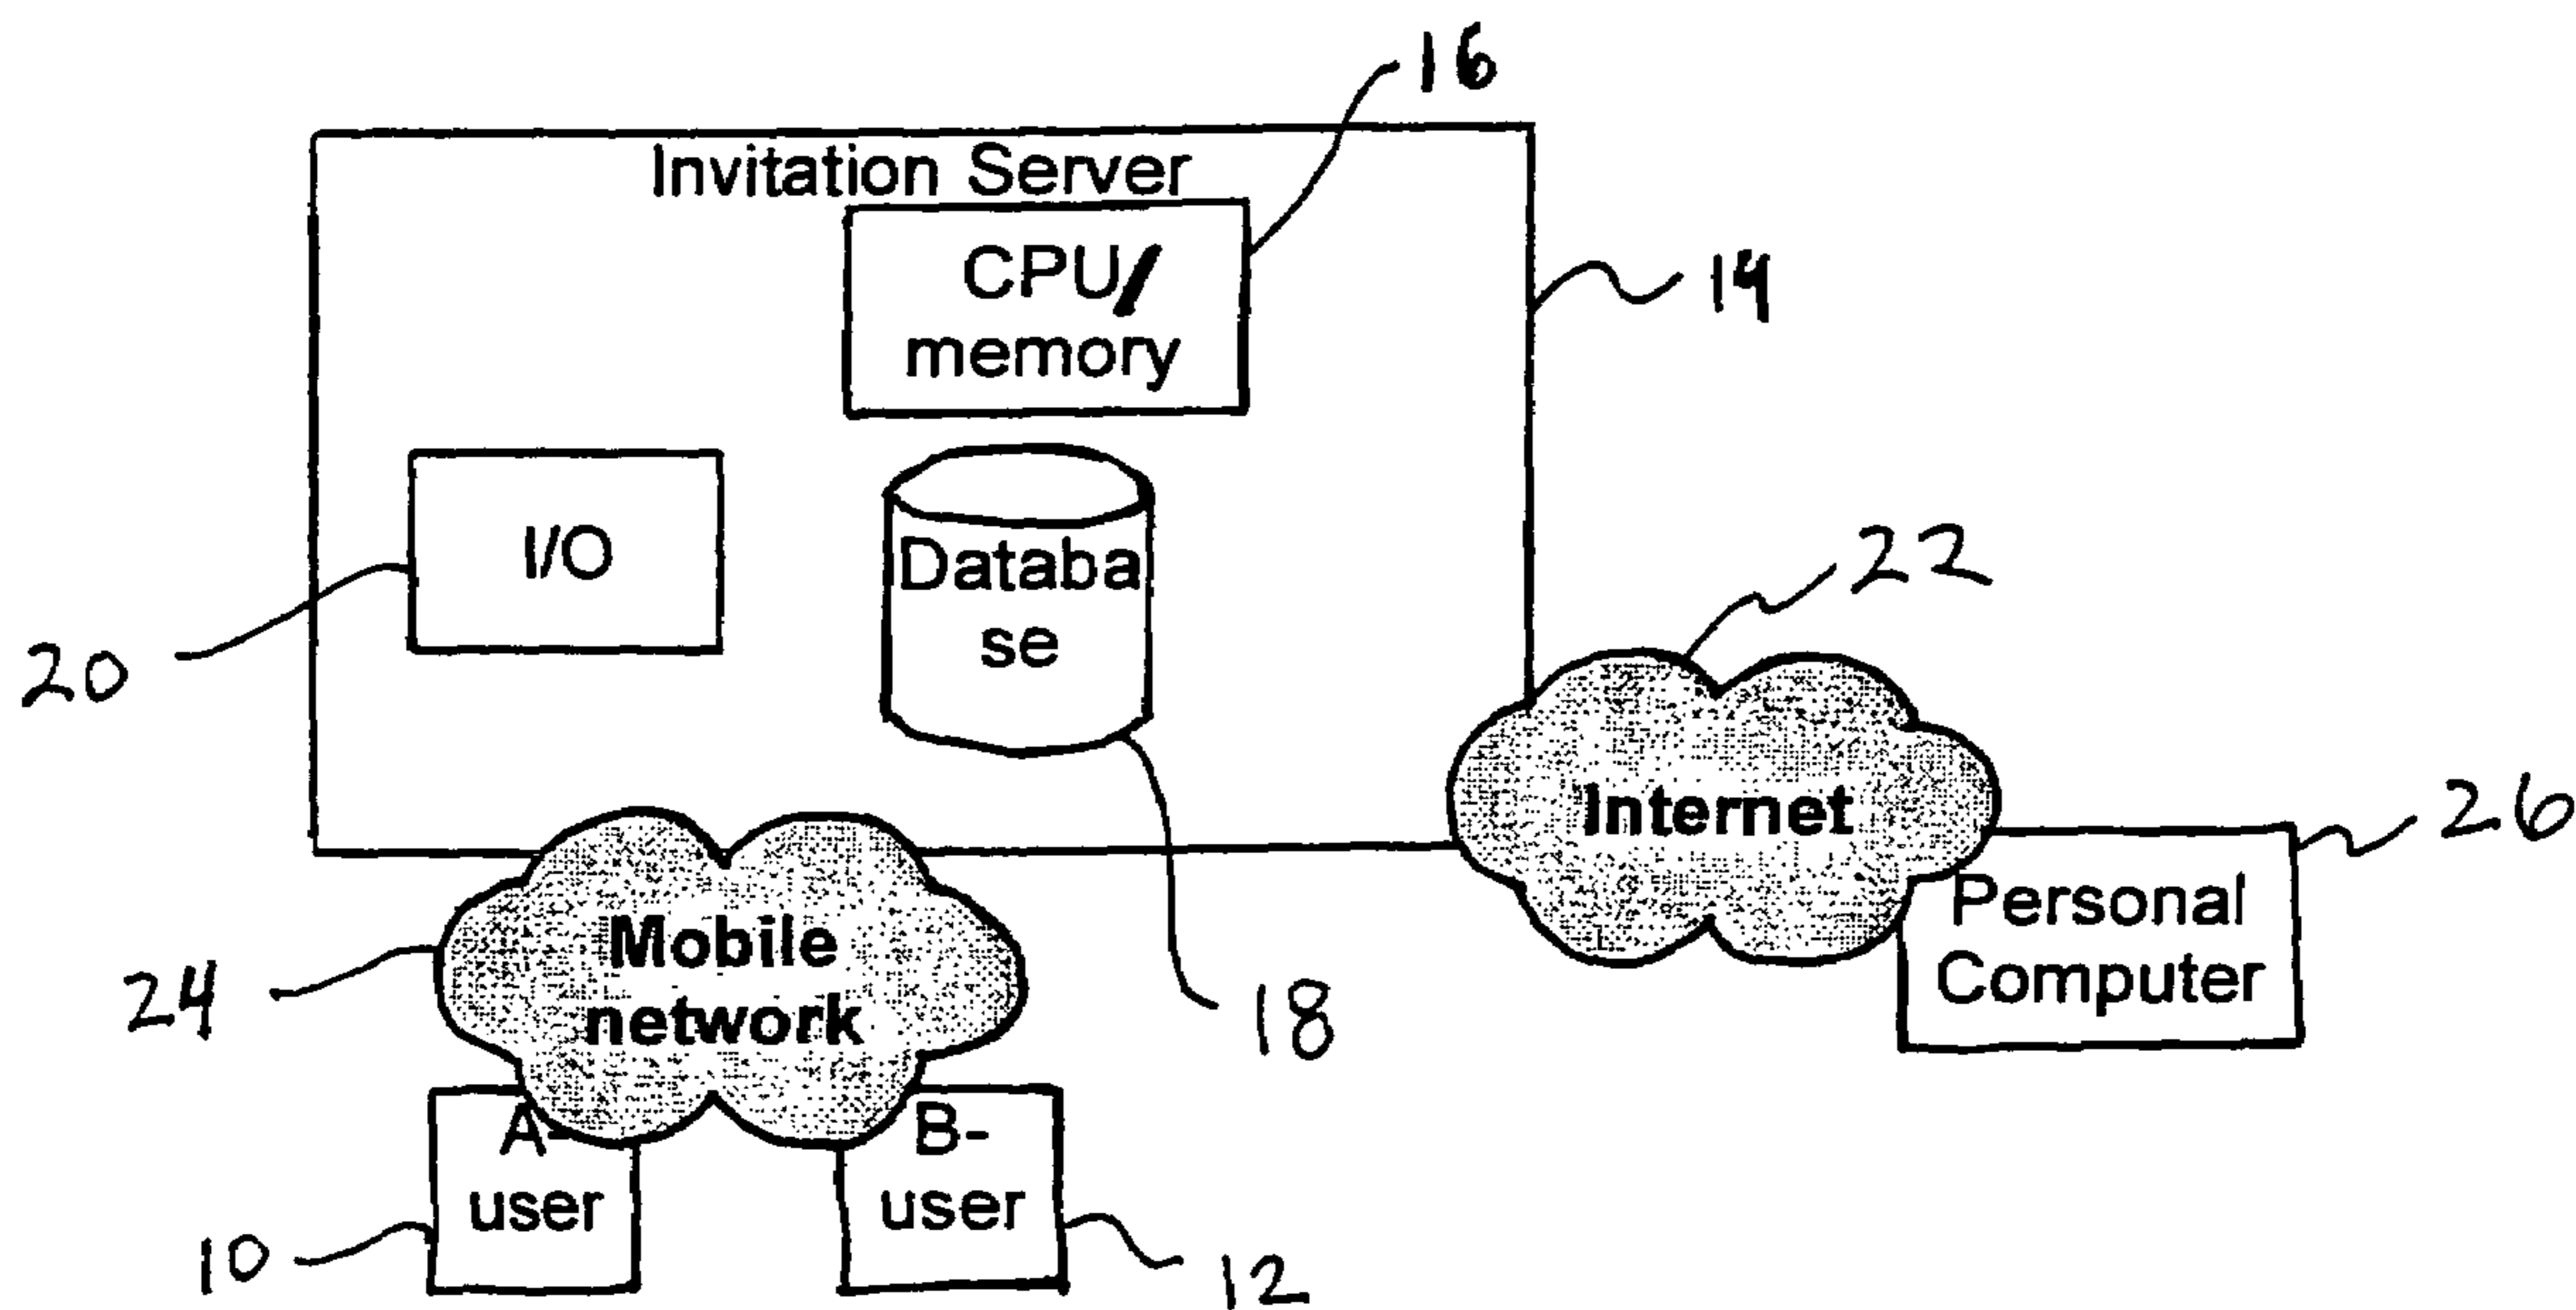 16
Invitation Server
CPU/
memory
14
I/O
Databa
se
22
20
Internet
26
Personal
Computer
Mobile
network
24
18
A-
user
B-
user
10
12